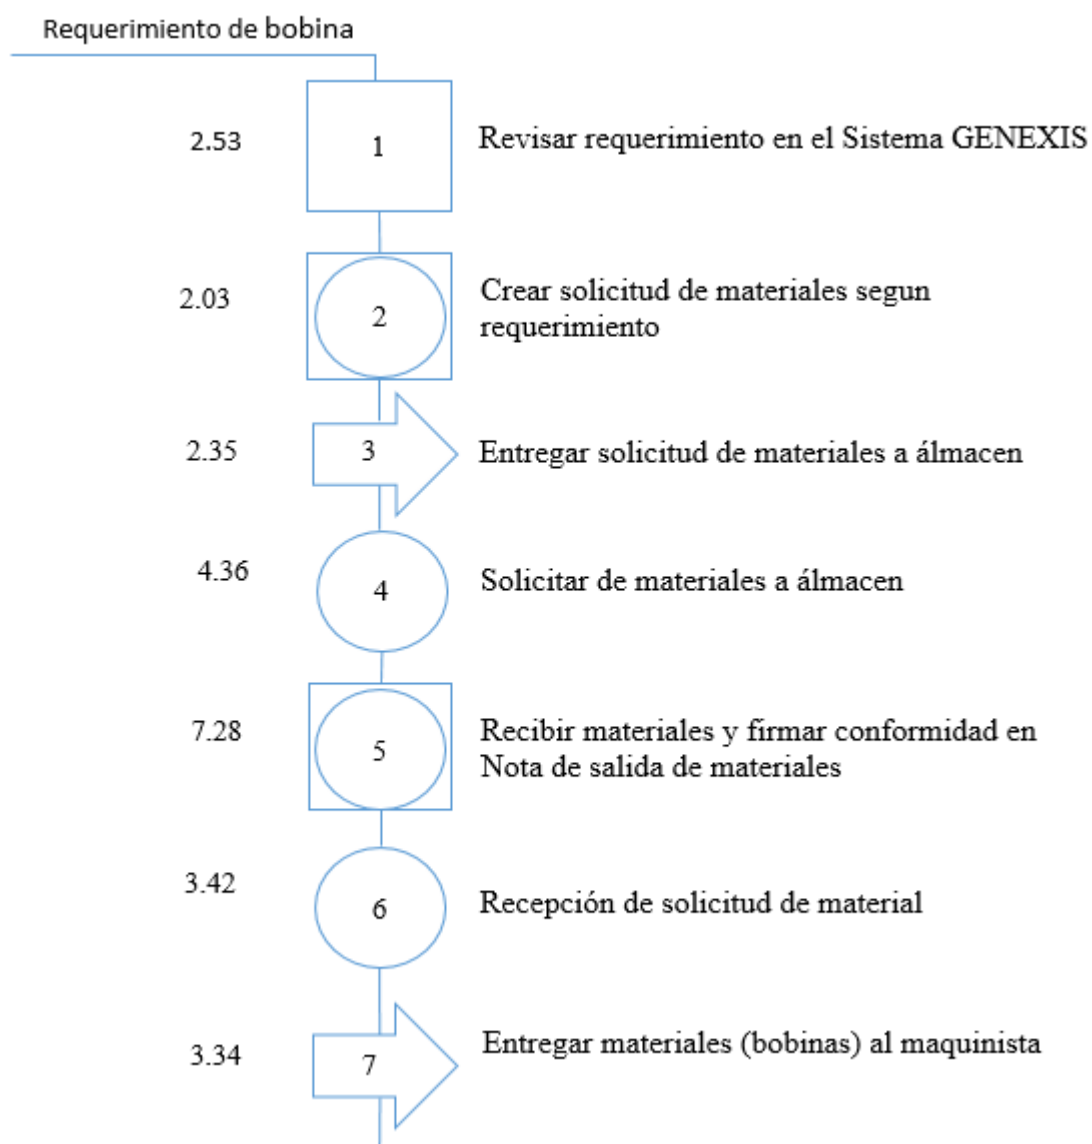 Requerimiento de bobina
2.53
1
Revisar requerimiento en el Sistema GENEXIS
2.03
2
Crear solicitud de materiales segun
requerimiento
2.35
3
Entregar solicitud de materiales a álmacen
4.36
4
Solicitar de materiales a álmacen
7.28
5
Recibir materiales y firmar conformidad en
Nota de salida de materiales
3.42
6
Recepción de solicitud de material
3.34
7
Entregar materiales (bobinas) al maquinista